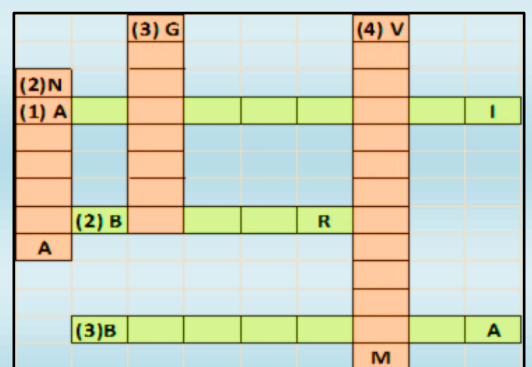 (3) G (4) V
(2)N
(1) A I
(2) B R
A
(3)B A
M